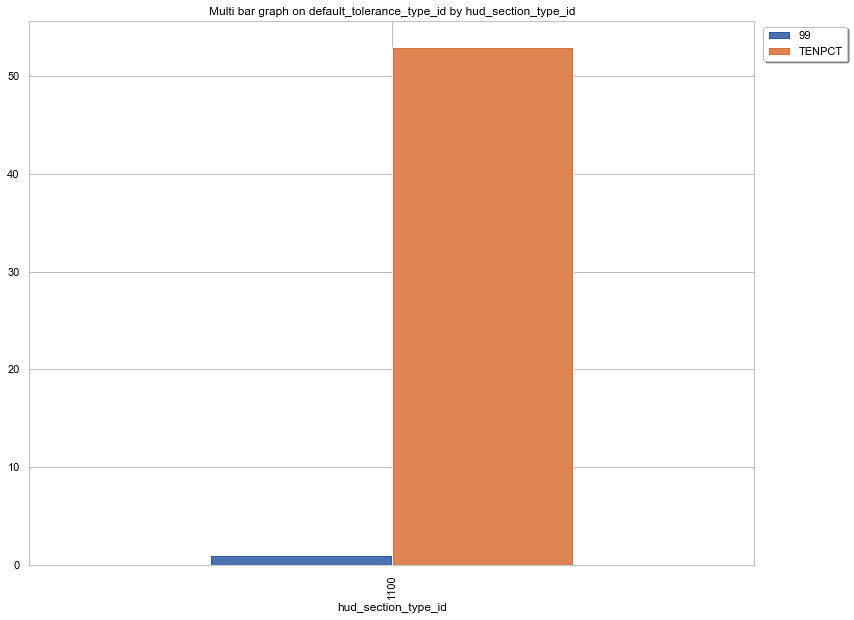 Multi bar graph on default_tolerance_type_id by hud_section_type_id
99
TENPCT
50
40
30
20
10
0
1100
hud_section_type_id